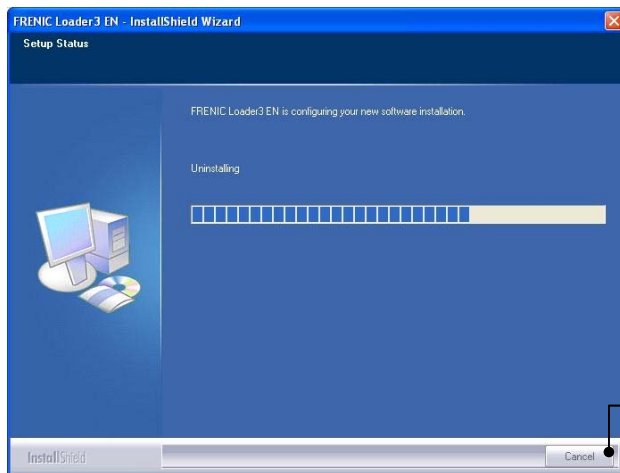 FRENIC Loader3 EN - InstallShield Wizard
Setup Status
FRENIC Loader3 EN is configuring your new software installation.
Uninstalling
InstallShield
Cancel